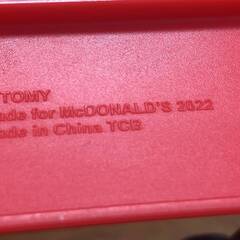 TOMY
ade for McDONALD'S 2022
ade in China TCB